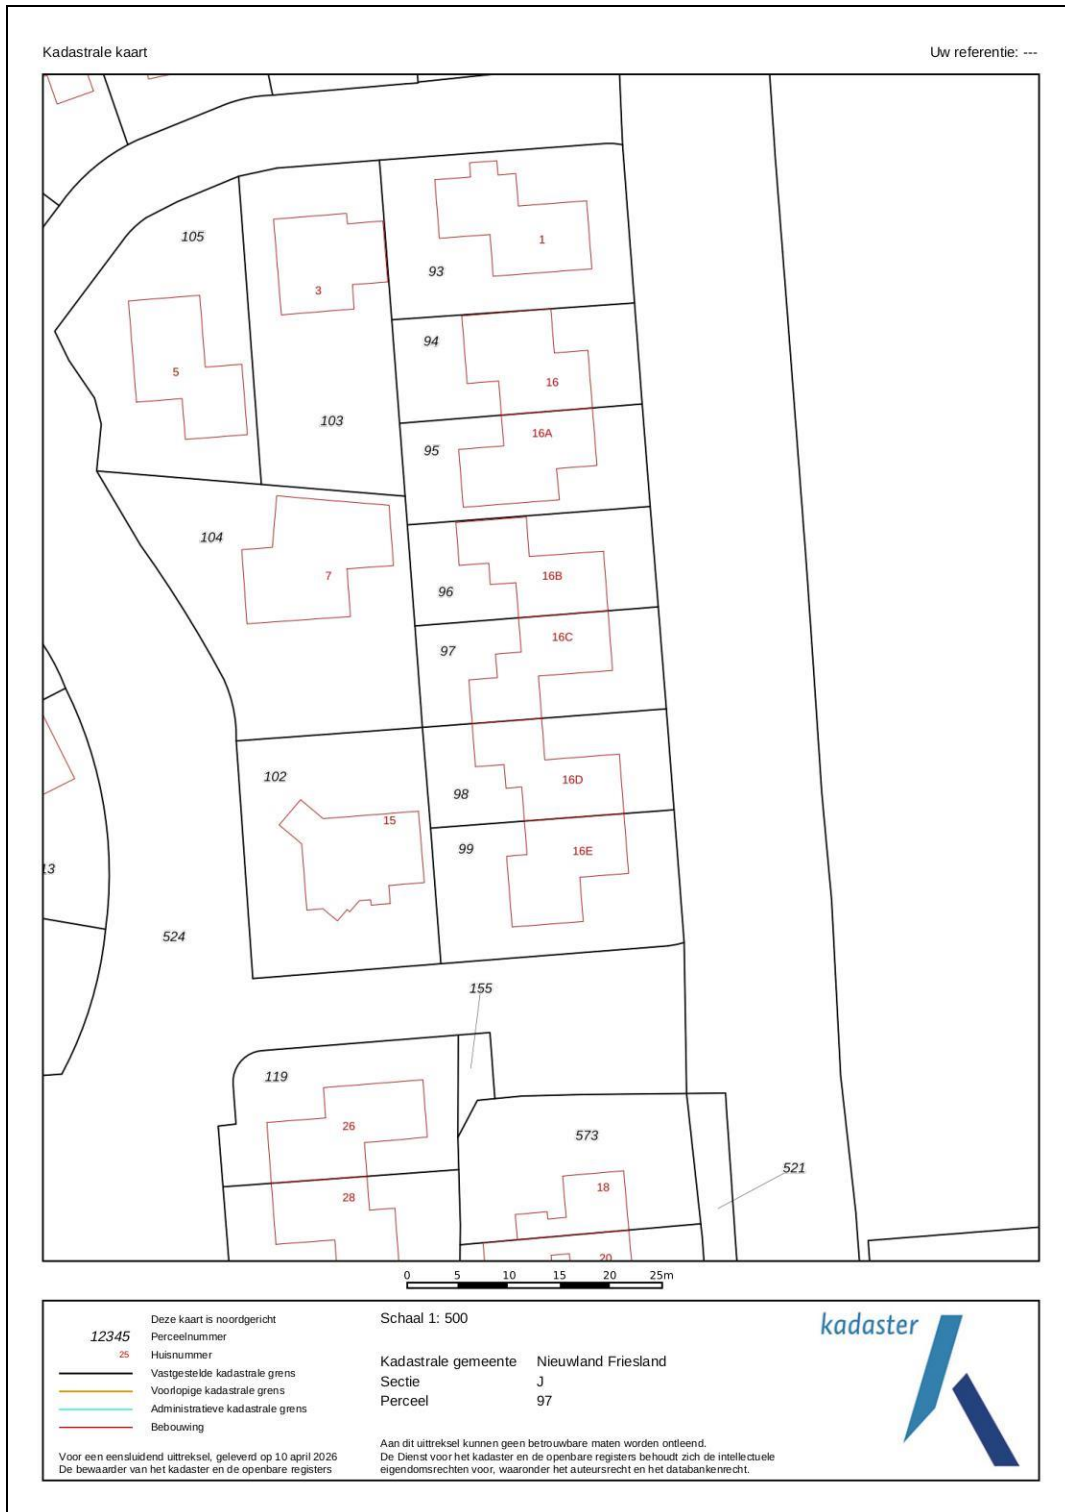 Kadastrale kaart
Uw referentie: ---
105
3
1
93
94
5
16
103
16A
95
104
7
16B
96
16C
97
102
16D
98
15
99
16E
13
524
155
119
26
573
521
28
18
20
0 5 10 15 20 25m
Deze kaart is noordgericht
12345 Perceelnummer
25 Huisnummer
Vastgestelde kadastrale grens
Voorlopige kadastrale grens
Administratieve kadastrale grens
Bebouwing
Voor een eensluidend uittreksel, geleverd op 10 april 2026
De bewaarder van het kadaster en de openbare registers
Schaal 1: 500
Kadastrale gemeente Nieuwland Friesland
Sectie J
Perceel 97
Aan dit uittreksel kunnen geen betrouwbare maten worden ontleend.
De Dienst voor het kadaster en de openbare registers behoudt zich de intellectuele
eigendomsrechten voor, waaronder het auteursrecht en het databankenrecht.
kadaster